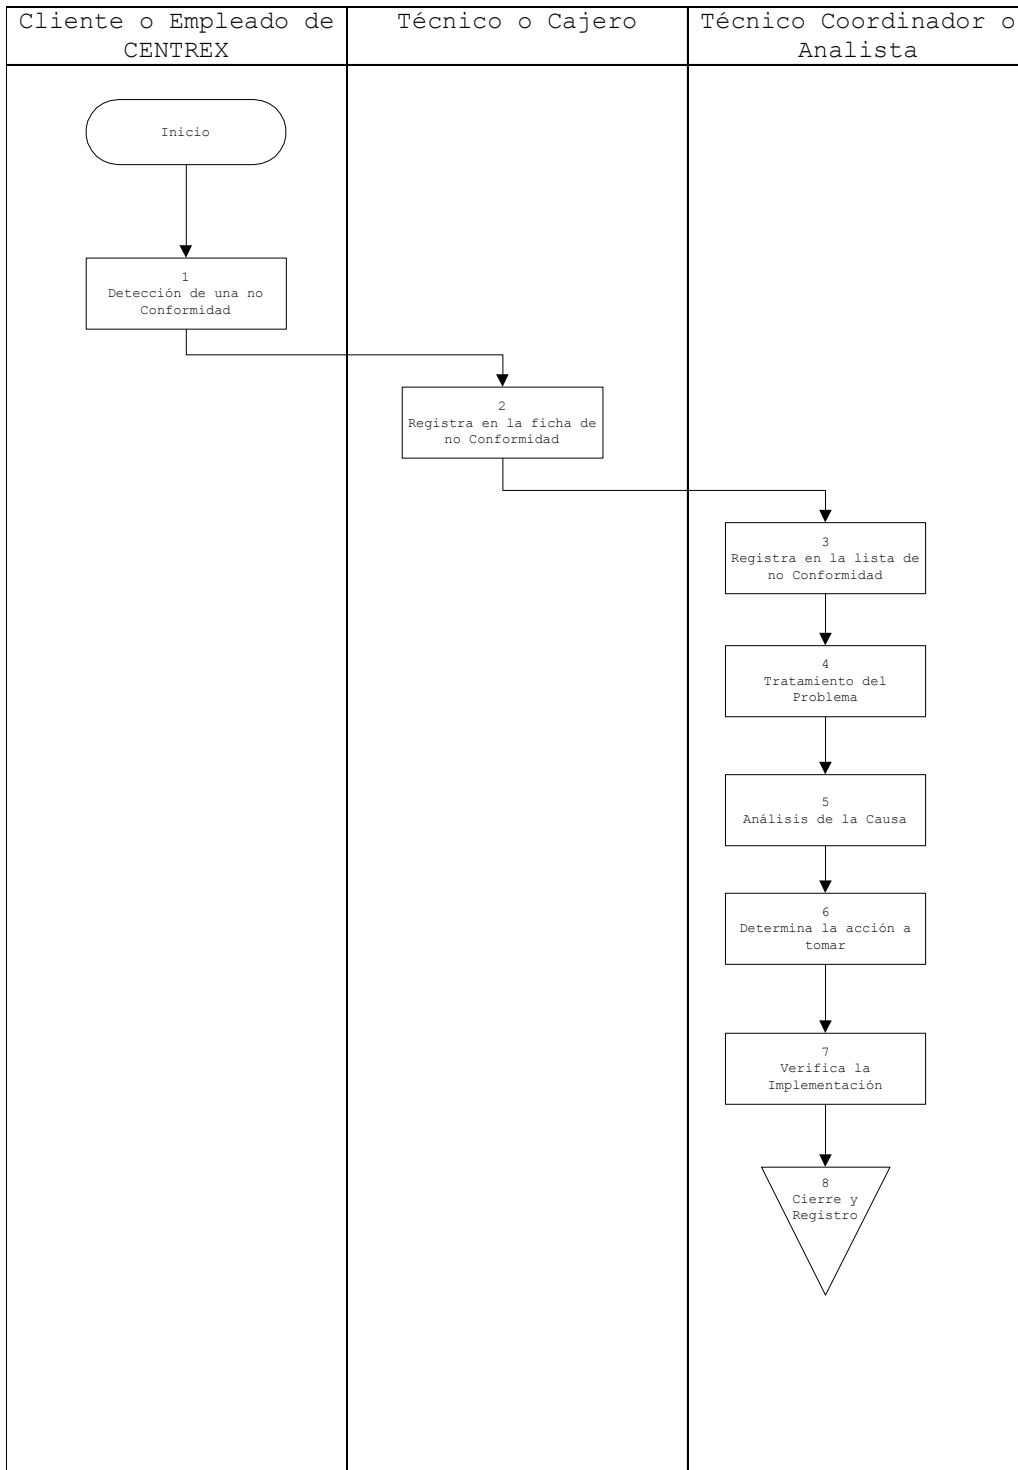 Cliente o Empleado de
CENTREX
Técnico o Cajero
Técnico Coordinador o
Analista
Inicio
1
Detección de una no
Conformidad
2
Registra en la ficha de
no Conformidad
3
Registra en la lista de
no Conformidad
4
Tratamiento del
Problema
5
Análisis de la Causa
6
Determina la acción a
tomar
7
Verifica la
Implementación
8
Cierre y
Registro